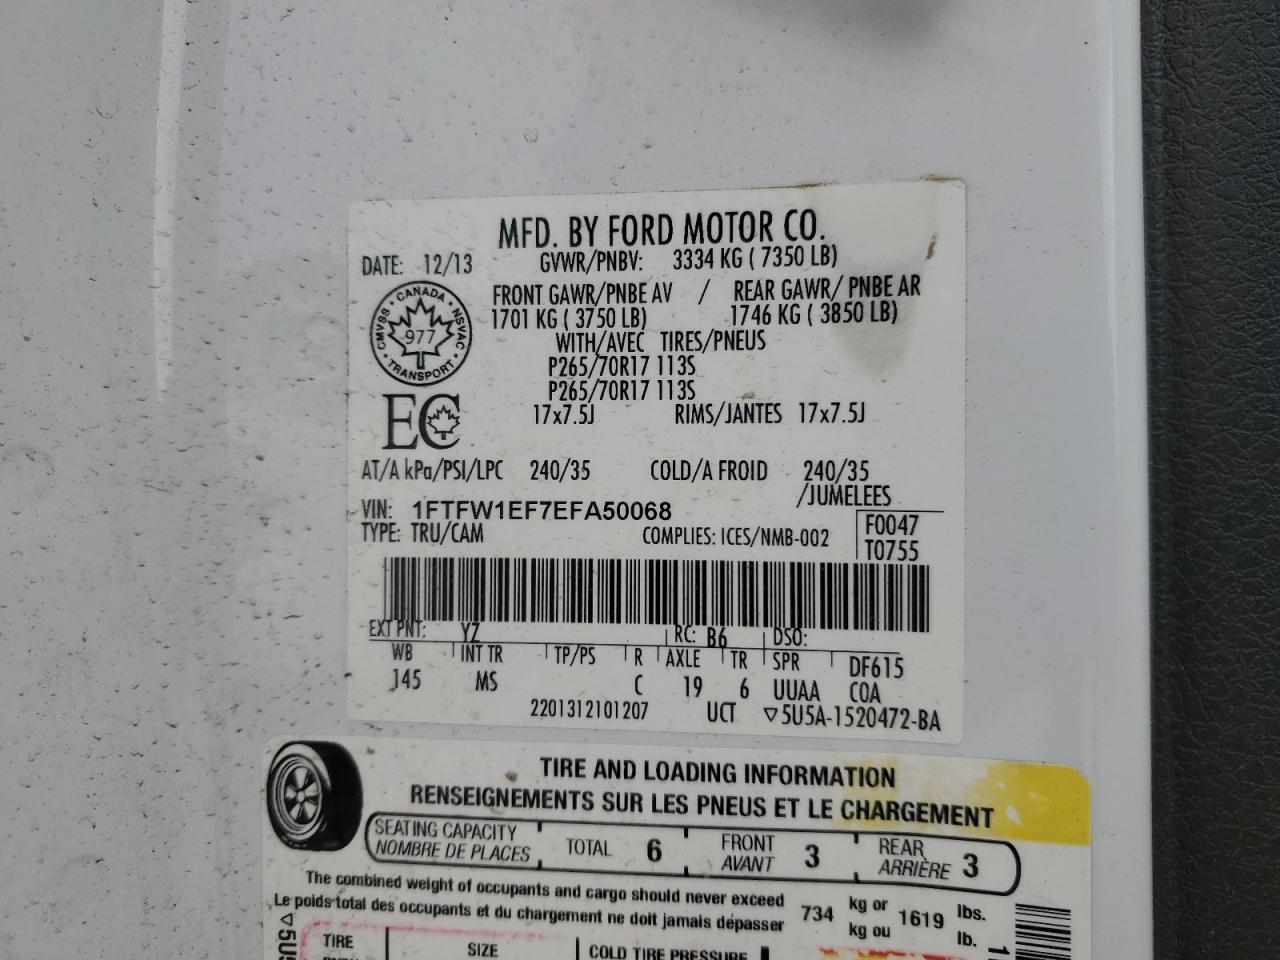 MFD. BY FORD MOTOR CO.
DATE: 12/13
GVWR/PNBV: 3334 KG ( 7350 LB)
FRONT GAWR/PNBE AV / REAR GAWR/ PNBE AR
1701 KG ( 3750 LB) 1746 KG ( 3850 LB)
WITH/AVEC TIRES/PNEUS
P265/70R17 113S
P265/70R17 113S
17x7.5J RIMS/JANTES 17x7.5J
CANADA
CMVSS NSVAC
977
TRANSPORT
EC
AT/A kPa/PSI/LPC 240/35 COLD/A FROID 240/35
/JUMELEES
VIN: 1FTFW1EF7EFA50068
F0047
TYPE: TRU/CAM COMPLIES: ICES/NMB-002
T0755
EXT PNT: YZ RC: B6 DSO:
WB INT TR TP/PS R AXLE TR SPR DF615
145 MS C 19 6 UUAA COA
2201312101207 UCT ▽5U5A-1520472-BA
TIRE AND LOADING INFORMATION
RENSEIGNEMENTS SUR LES PNEUS ET LE CHARGEMENT
SEATING CAPACITY
NOMBRE DE PLACES
TOTAL 6
FRONT
AVANT
3
REAR
ARRIÈRE
3
The combined weight of occupants and cargo should never exceed
Le poids total des occupants et du chargement ne doit jamais dépasser
734 kg or 1619 lbs.
kg ou lb.
TIRE SIZE COLD TIRE PRESSURE